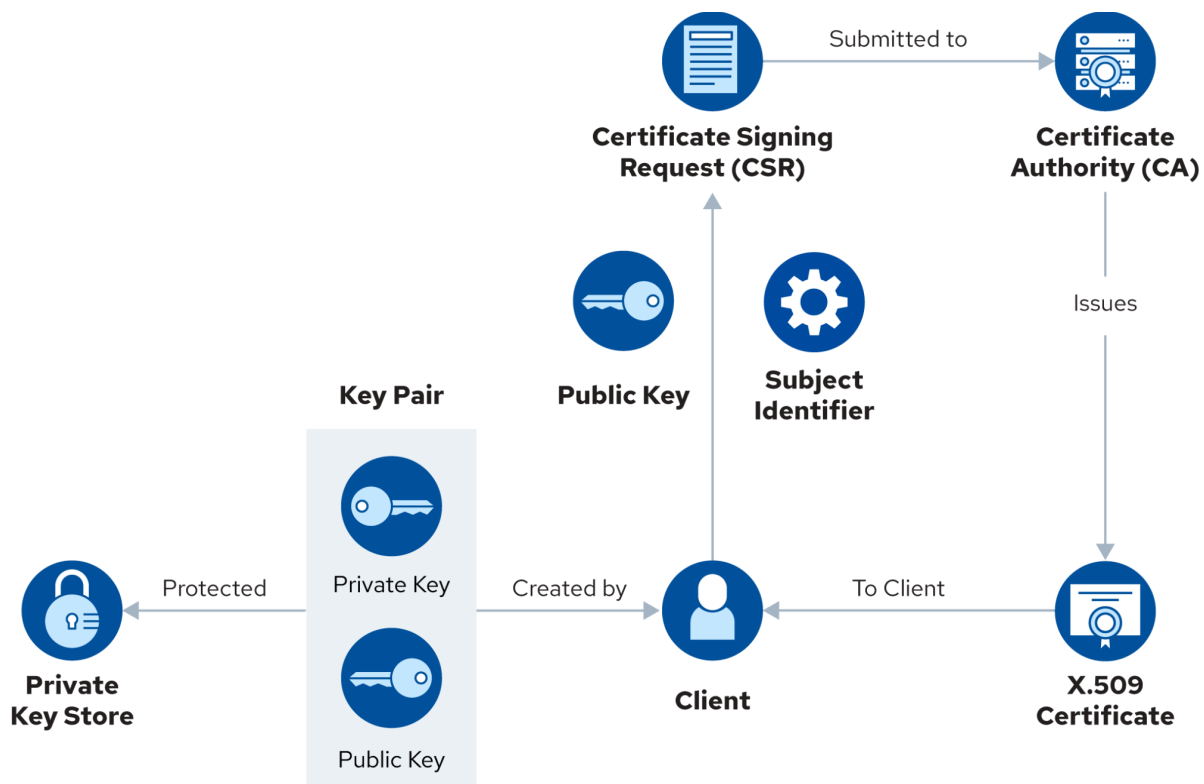 Submitted to
Certificate Signing
Request (CSR)
Certificate
Authority (CA)
Issues
Key Pair
Public Key
Subject
Identifier
Protected
Private Key
Created by
To Client
Private
Key Store
Public Key
Client
X.509
Certificate